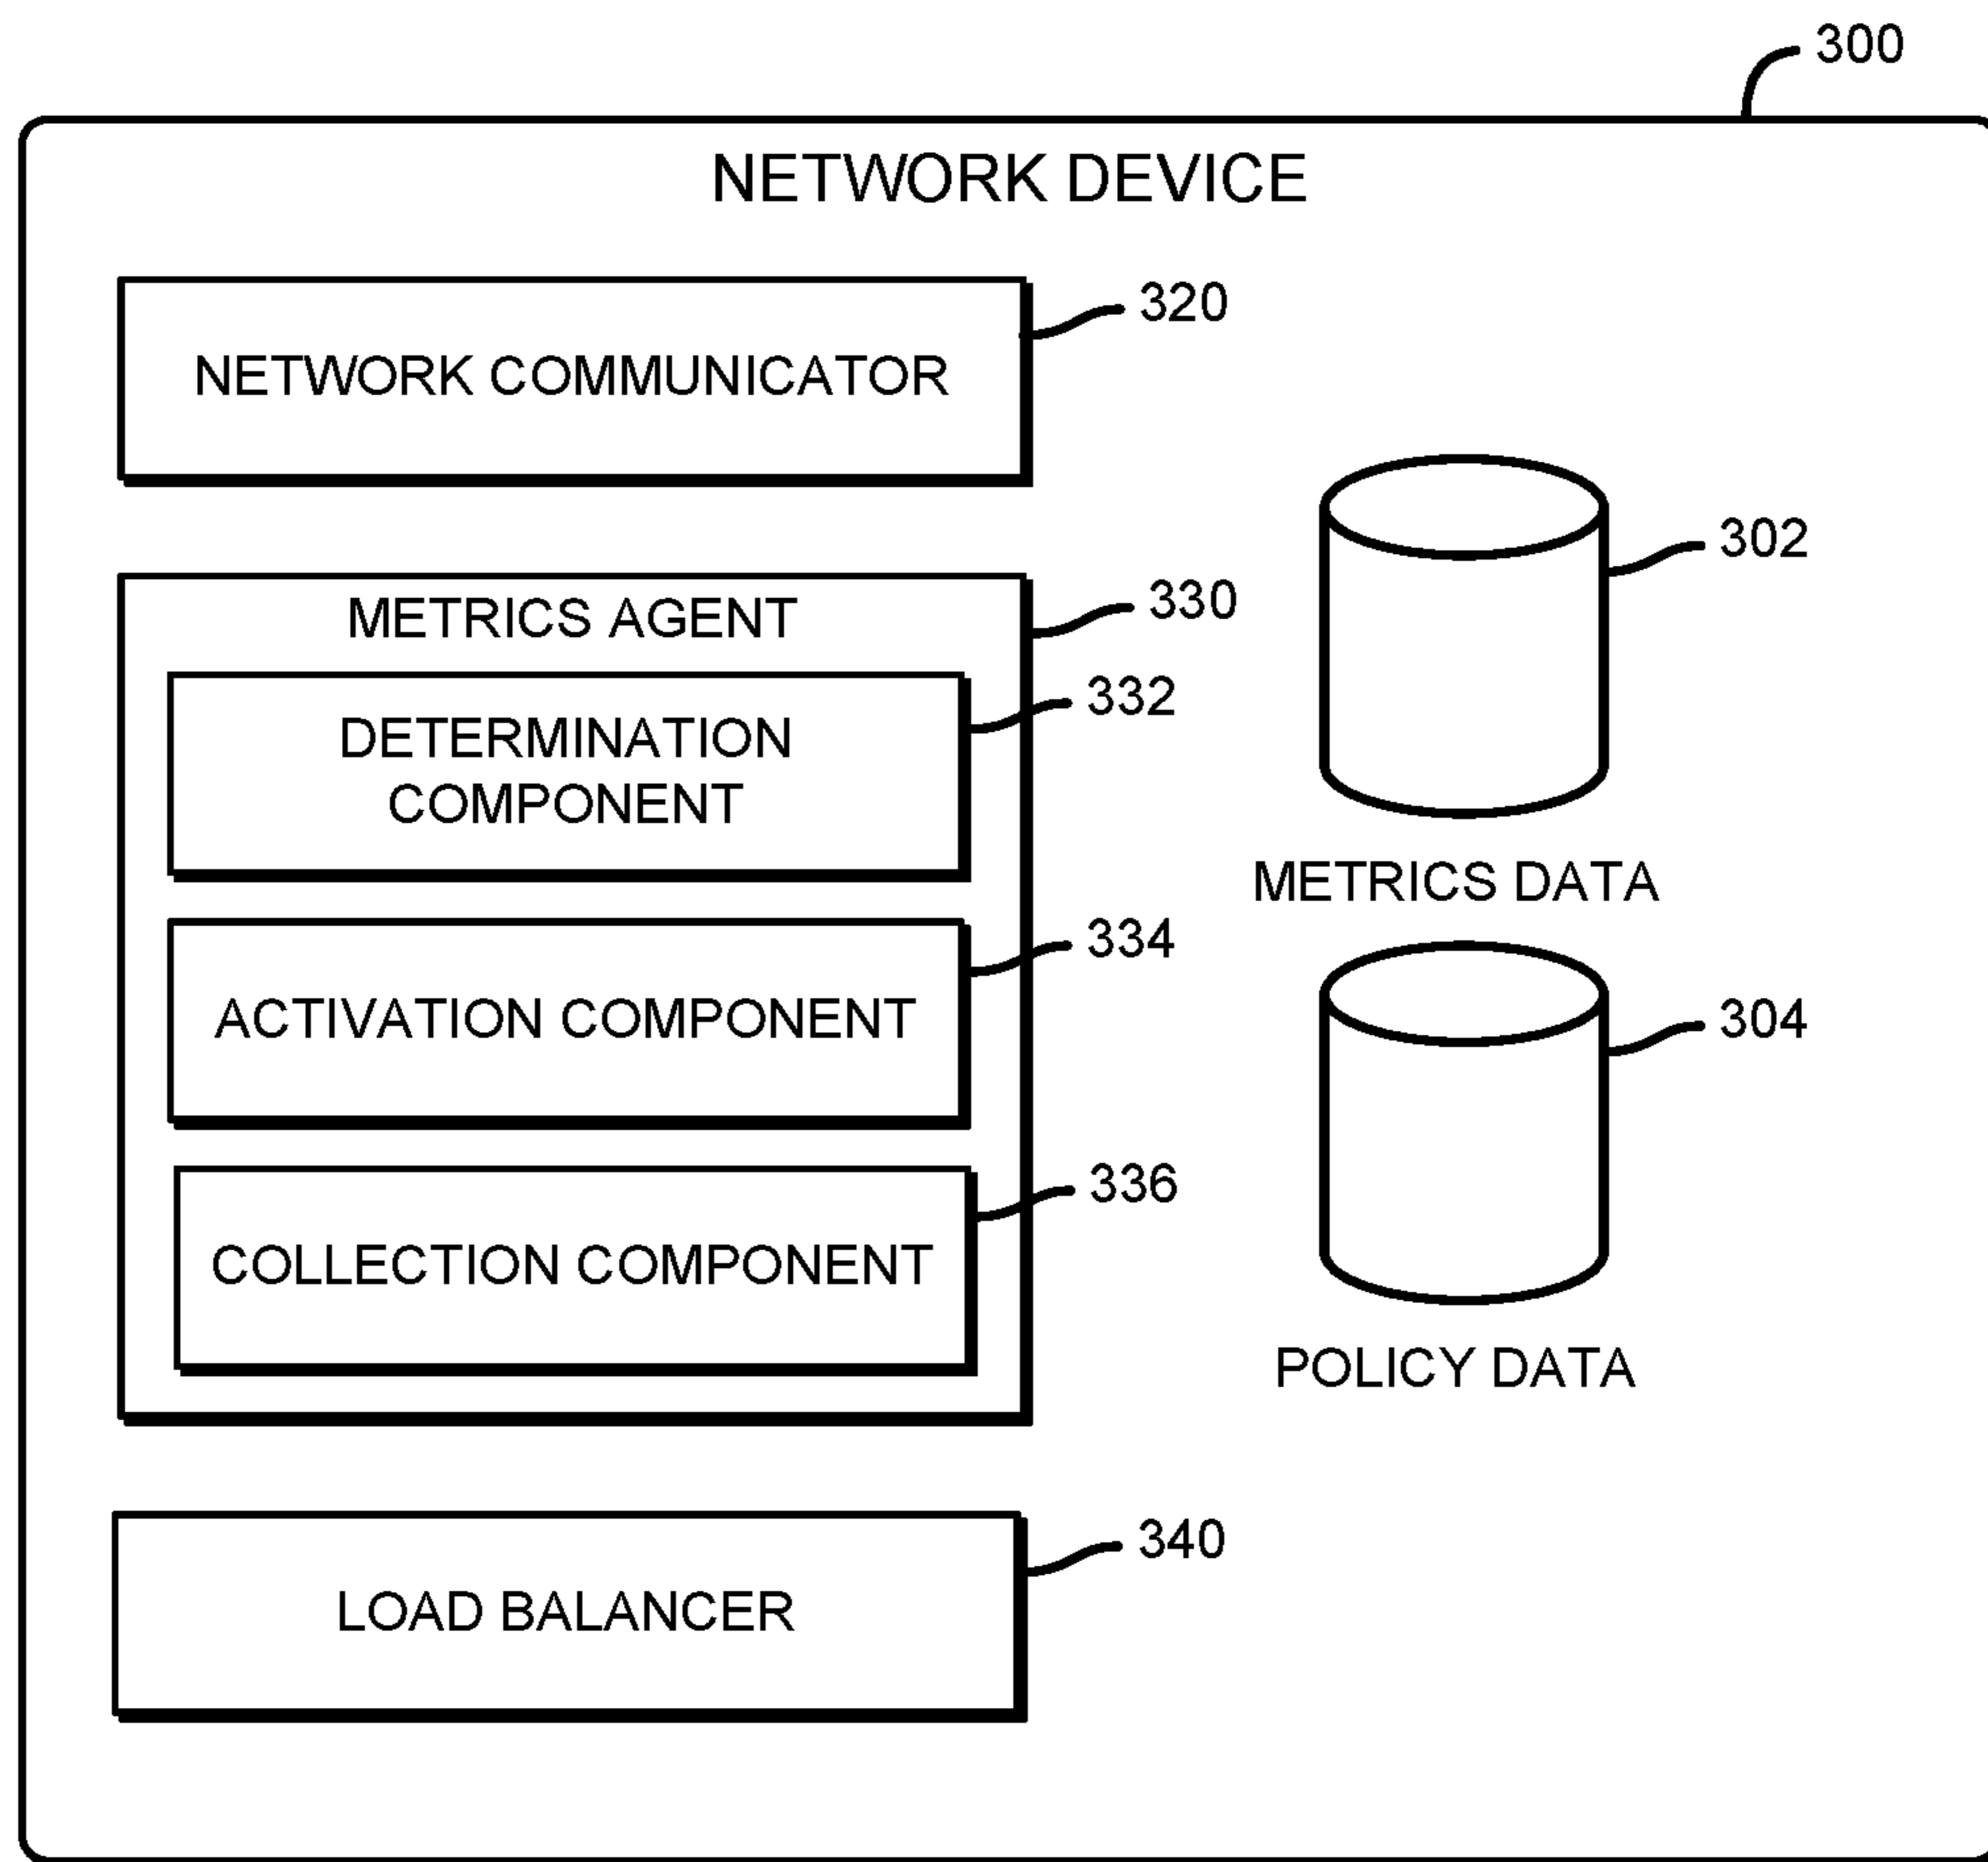 300
NETWORK DEVICE
320
NETWORK COMMUNICATOR
302
330
METRICS AGENT
332
DETERMINATION
COMPONENT
METRICS DATA
334
ACTIVATION COMPONENT
304
336
COLLECTION COMPONENT
POLICY DATA
340
LOAD BALANCER